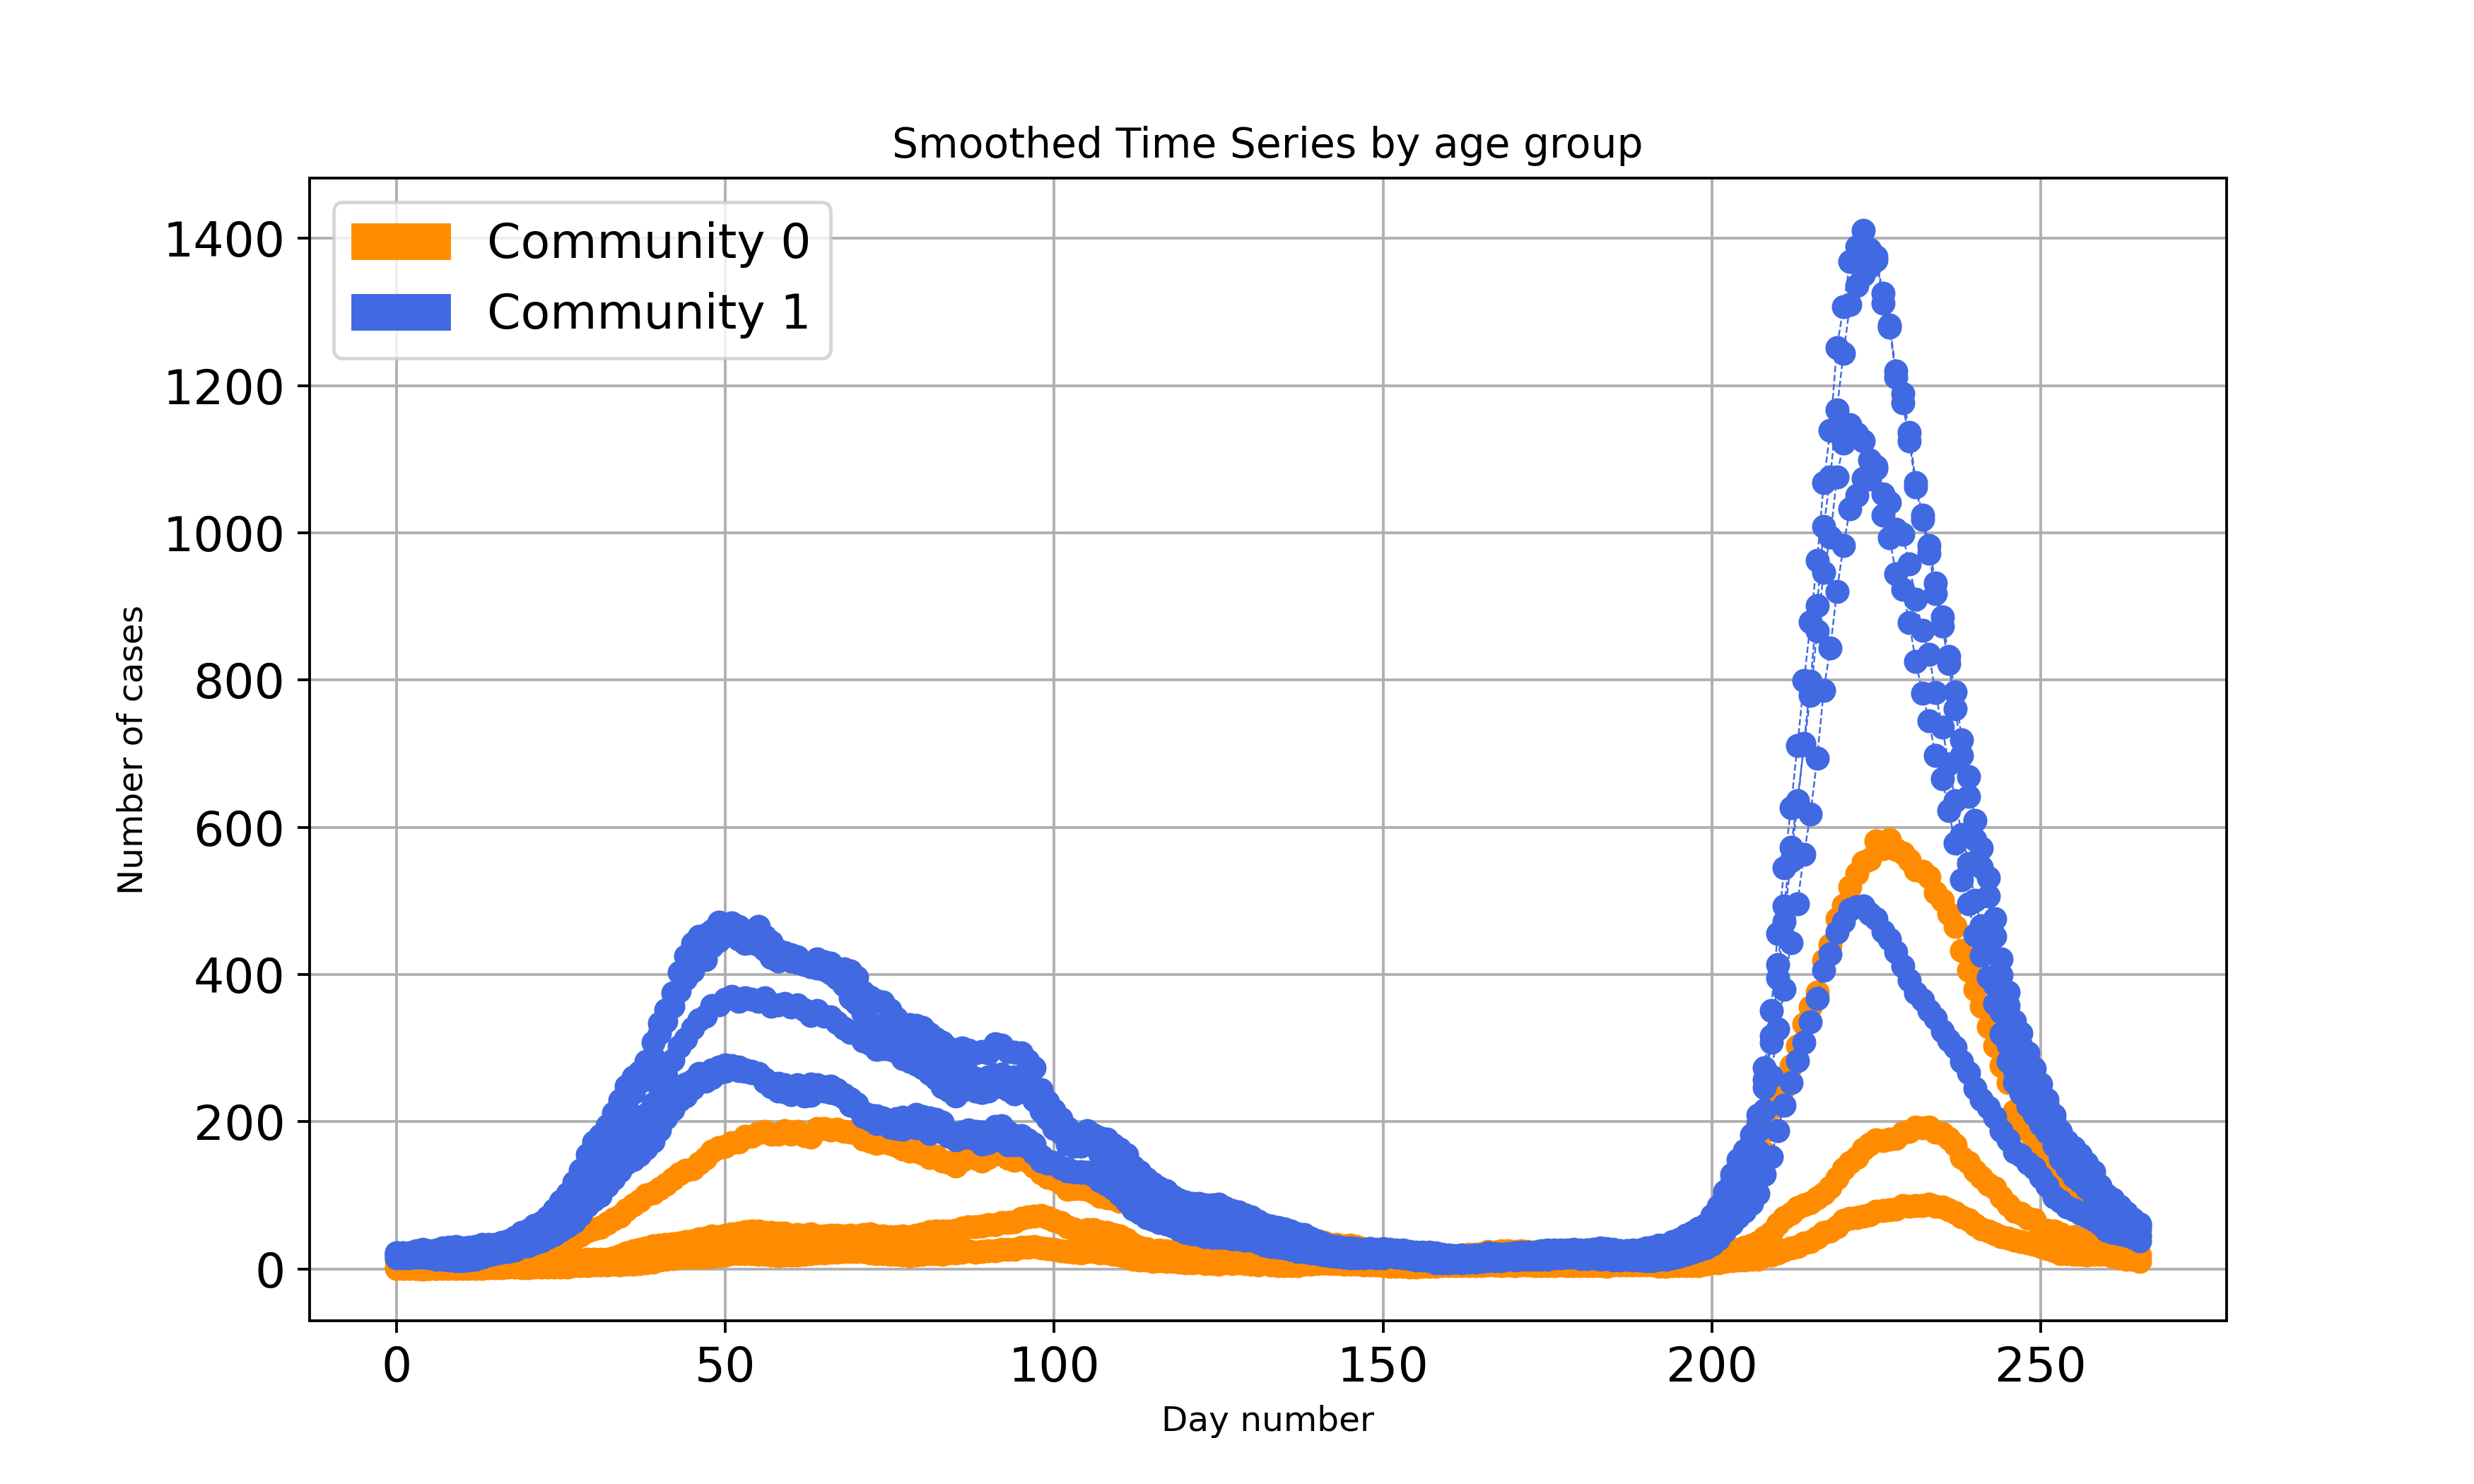 Smoothed Time Series by age group
Community 0
Community 1
1400
1200
1000
800
600
400
200
0
Number of cases
0 50 100 150 200 250
Day number